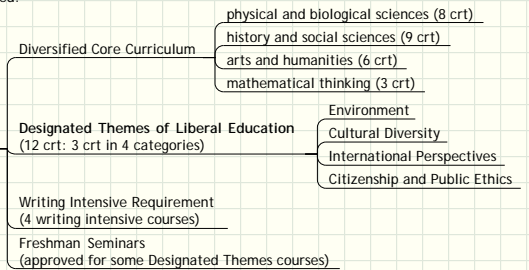 physical and biological sciences (8 crt)
history and social sciences (9 crt)
Diversified Core Curriculum
arts and humanities (6 crt)
mathematical thinking (3 crt)
Environment
Designated Themes of Liberal Education
(12 crt: 3 crt in 4 categories)
Cultural Diversity
International Perspectives
Citizenship and Public Ethics
Writing Intensive Requirement
(4 writing intensive courses)
Freshman Seminars
(approved for some Designated Themes courses)